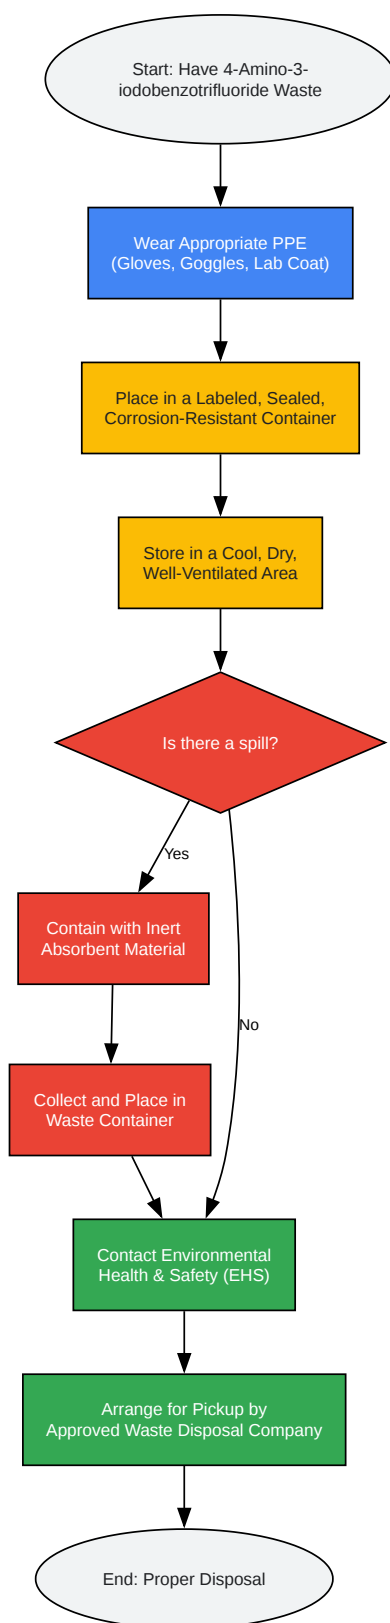 Start: Have 4-Amino-3-
iodobenzotrifluoride Waste
Wear Appropriate PPE
(Gloves, Goggles, Lab Coat)
Place in a Labeled, Sealed,
Corrosion-Resistant Container
Store in a Cool, Dry,
Well-Ventilated Area
Is there a spill?
Yes
Contain with Inert
Absorbent Material
No
Collect and Place in
Waste Container
Contact Environmental
Health & Safety (EHS)
Arrange for Pickup by
Approved Waste Disposal Company
End: Proper Disposal